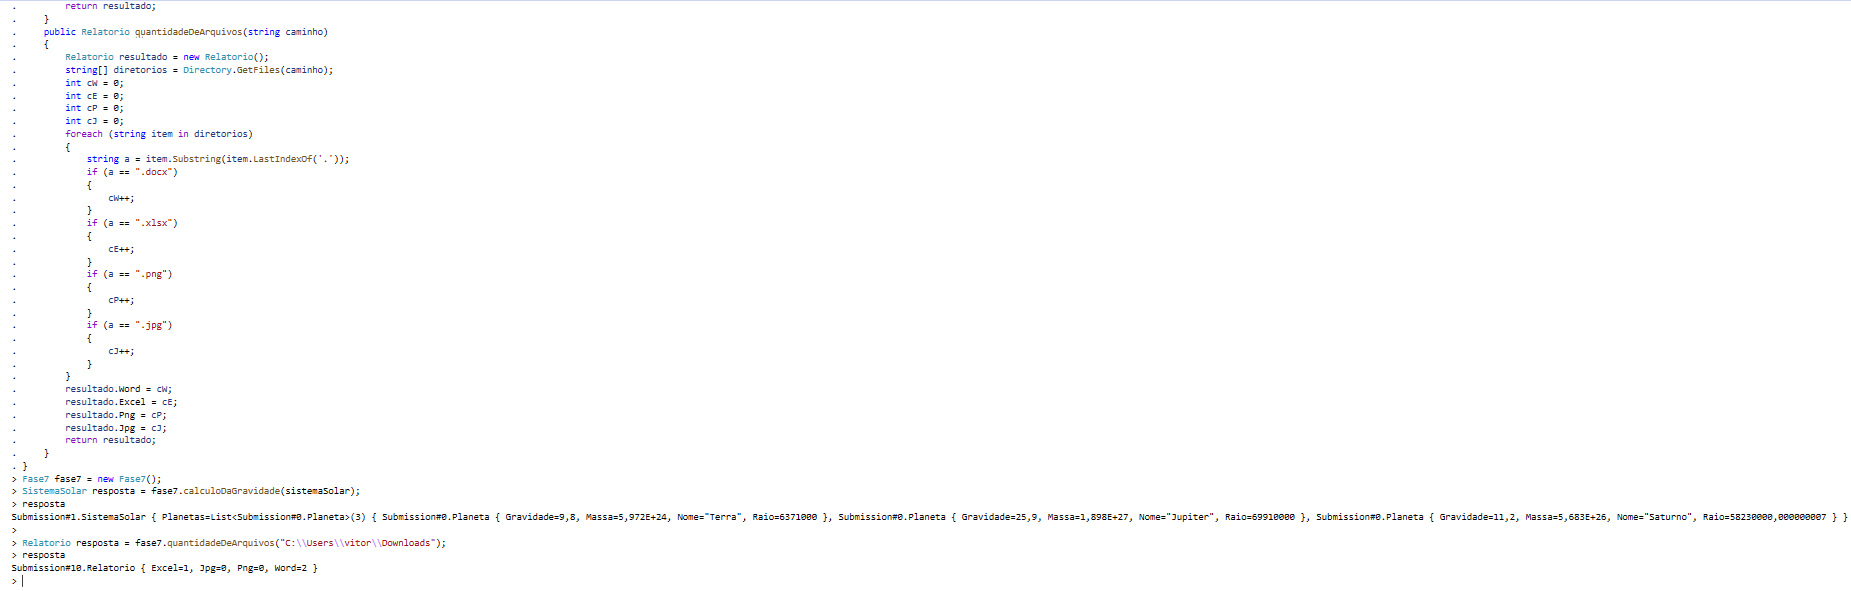 .         return resultado;
.     }
.     public Relatorio quantidadeDeArquivos(string caminho)
.     {
.         Relatorio resultado = new Relatorio();
.         string[] diretorios = Directory.GetFiles(caminho);
.         int cW = 0;
.         int cE = 0;
.         int cP = 0;
.         int cJ = 0;
.         foreach (string item in diretorios)
.         {
.             string a = item.Substring(item.LastIndexOf('.'));
.             if (a == ".docx")
.             {
.                 cW++;
.             }
.             if (a == ".xlsx")
.             {
.                 cE++;
.             }
.             if (a == ".png")
.             {
.                 cP++;
.             }
.             if (a == ".jpg")
.             {
.                 cJ++;
.             }
.         }
.         resultado.Word = cW;
.         resultado.Excel = cE;
.         resultado.Png = cP;
.         resultado.Jpg = cJ;
.         return resultado;
.     }
. }
> Fase7 fase7 = new Fase7();
> SistemaSolar resposta = fase7.calculoDaGravidade(sistemaSolar);
> resposta
Submission#1.SistemaSolar { Planetas=List<Submission#0.Planeta>(3) { Submission#0.Planeta { Gravidade=9,8, Massa=5,972E+24, Nome="Terra", Raio=6371000 }, Submission#0.Planeta { Gravidade=25,9, Massa=1,898E+27, Nome="Jupiter", Raio=69910000 }, Submission#0.Planeta { Gravidade=11,2, Massa=5,683E+26, Nome="Saturno", Raio=58230000,000000007 } } }
>
> Relatorio resposta = fase7.quantidadeDeArquivos("C:\\Users\\vitor\\Downloads");
> resposta
Submission#10.Relatorio { Excel=1, Jpg=0, Png=0, Word=2 }
>